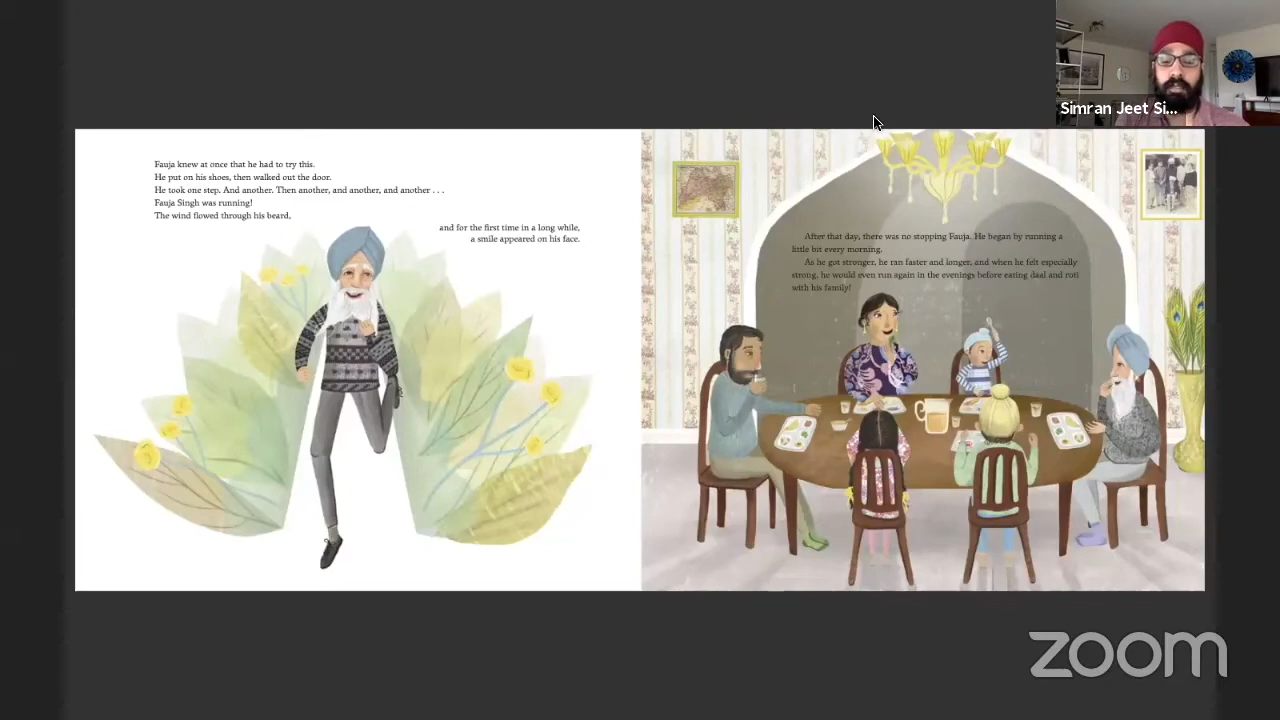 Simran Jeet Si...
Fauja knew at once that he had to try this.
He put on his shoes, then walked out the door.
He took one step. And another. Then another, and another, and another . . .
Fauja Singh was running!
The wind flowed through his beard,
and for the first time in a long while,
a smile appeared on his face.
After that day, there was no stopping Fauja. He began by running a
little bit every morning.
As he got stronger, he ran faster and longer, and when he felt especially
strong, he would even run again in the evenings before eating daal and roti
with his family!
zoom